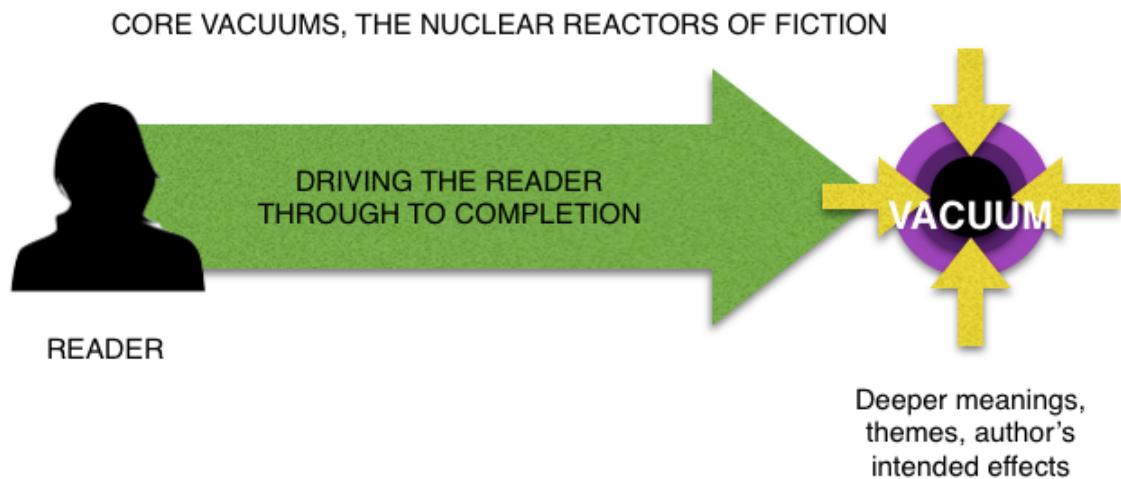 CORE VACUUMS, THE NUCLEAR REACTORS OF FICTION
DRIVING THE READER
THROUGH TO COMPLETION
VACUUM
READER
Deeper meanings,
themes, author's
intended effects